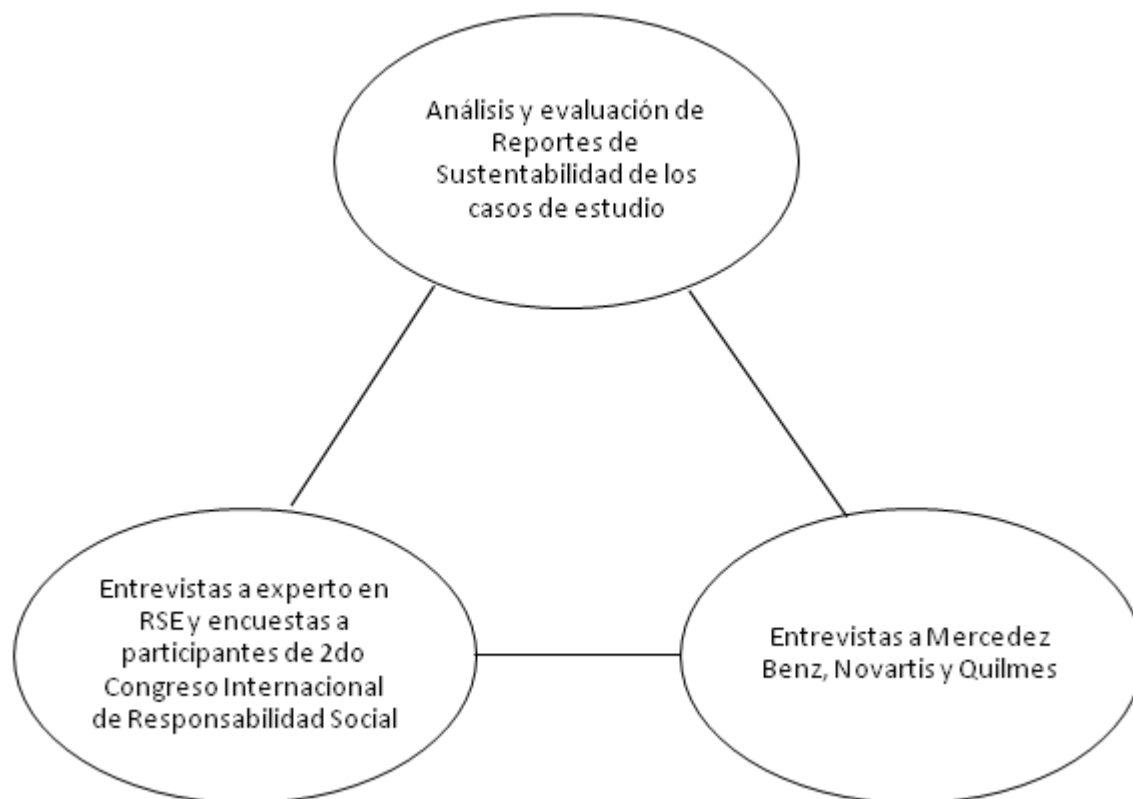 Análisis y evaluación de
Reportes de
Sustentabilidad de los
casos de estudio
Entrevistas a experto en
RSE y encuestas a
participantes de 2do
Congreso Internacional
de Responsabilidad Social
Entrevistas a Mercedez
Benz, Novartis y Quilmes